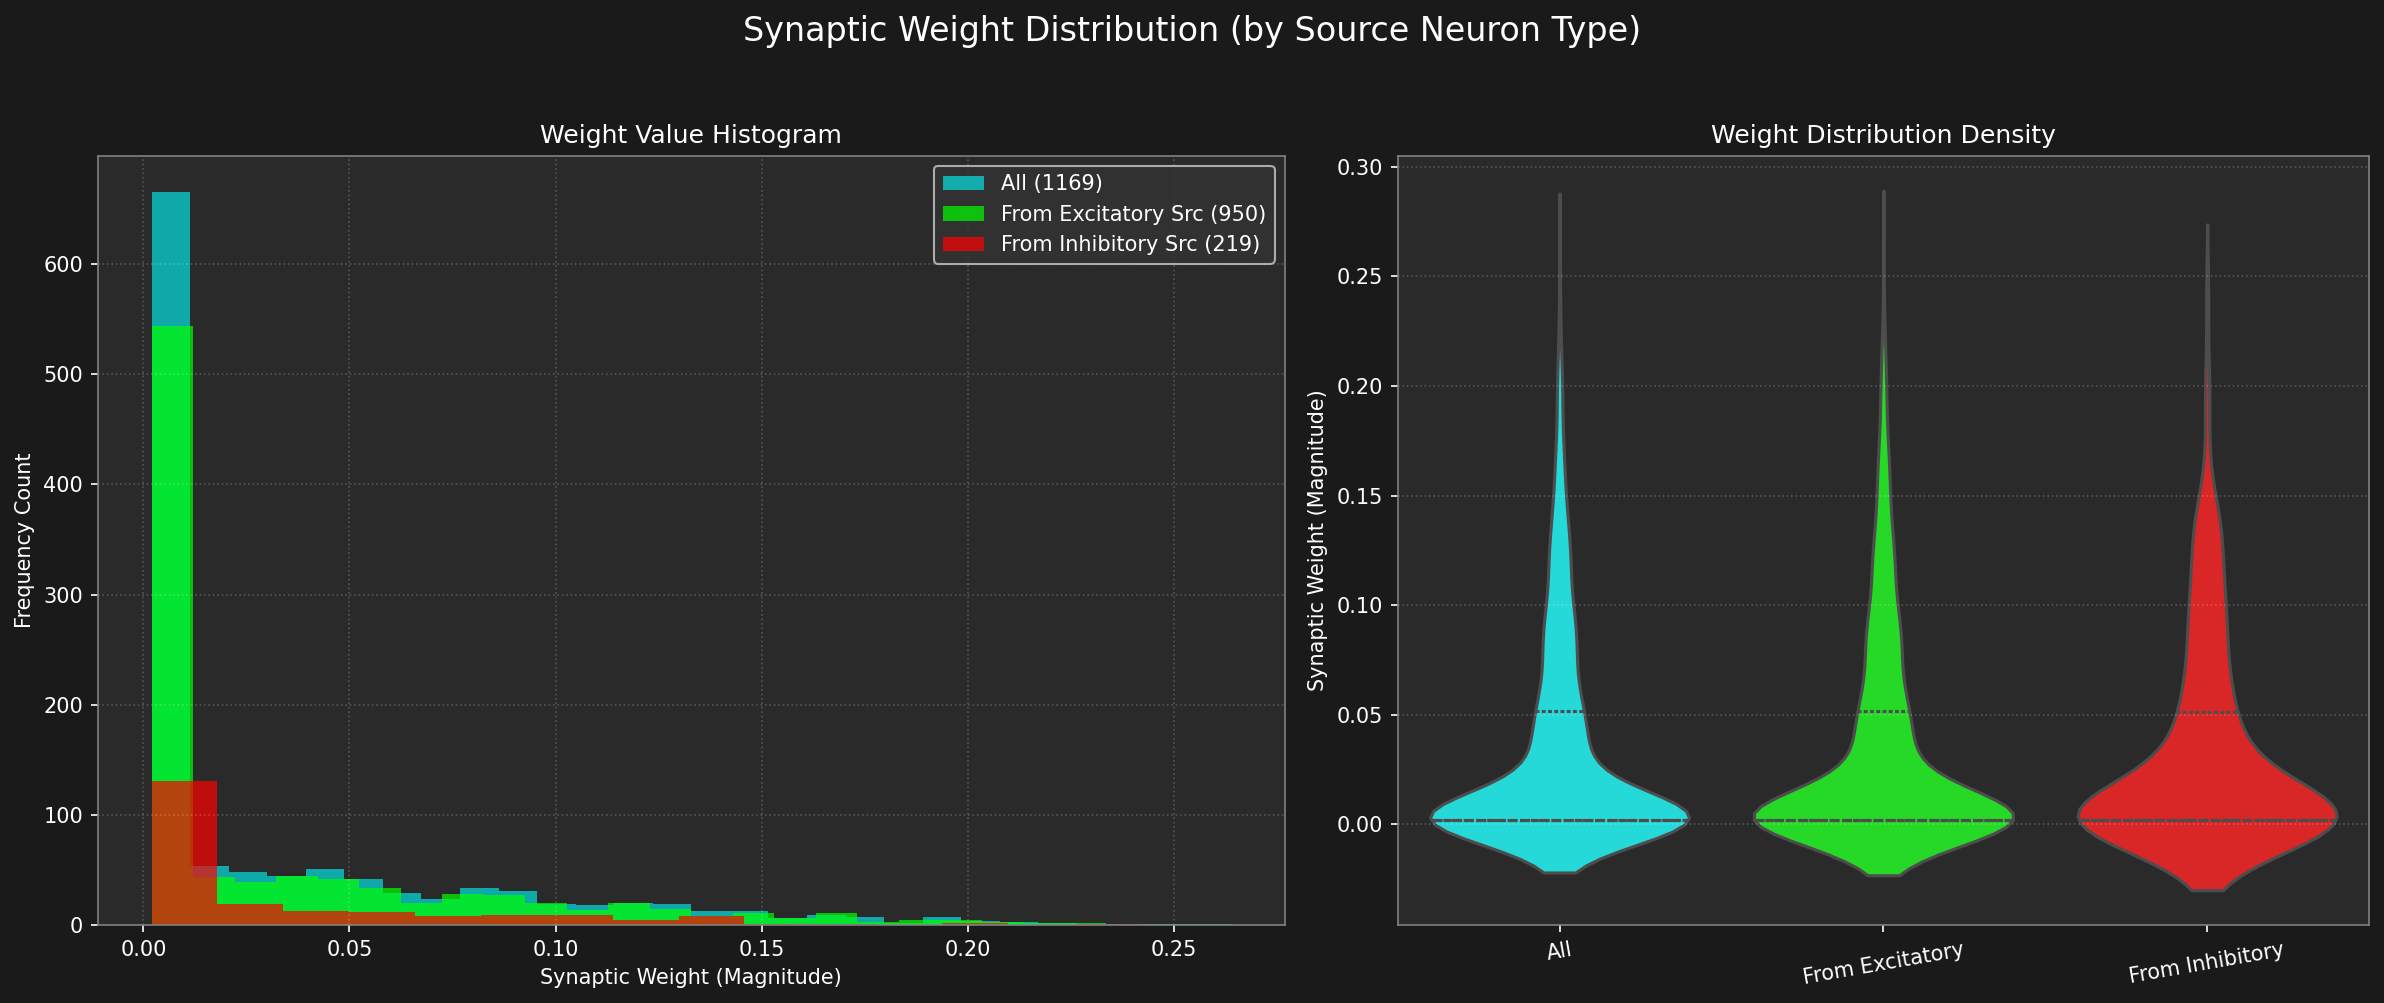 Synaptic Weight Distribution (by Source Neuron Type)
Weight Value Histogram
All (1169)
From Excitatory Src (950)
From Inhibitory Src (219)
Frequency Count
600
500
400
300
200
100
0
0.00 0.05 0.10 0.15 0.20 0.25
Synaptic Weight (Magnitude)
Weight Distribution Density
Synaptic Weight (Magnitude)
0.30
0.25
0.20
0.15
0.10
0.05
0.00
All From Excitatory From Inhibitory